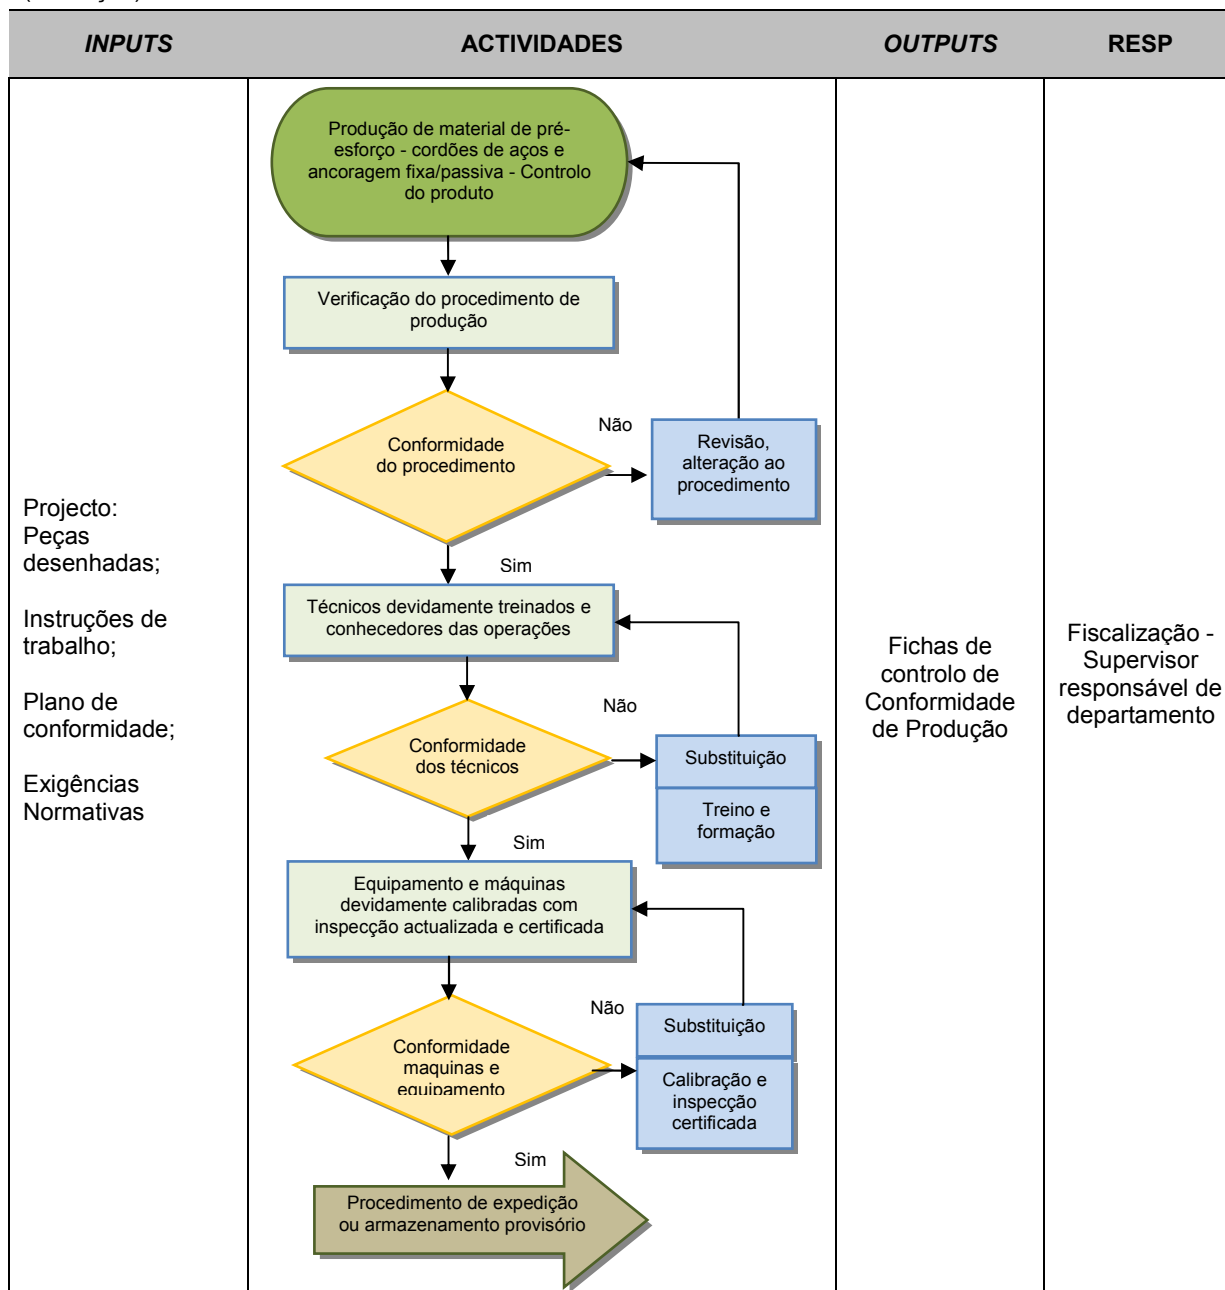 INPUTS
ACTIVIDADES
OUTPUTS
RESP
Produção de material de pré-
esforço - cordões de aços e
ancoragem fixa/passiva - Controlo
do produto
Verificação do procedimento de
produção
Conformidade
do procedimento
Não
Revisão,
alteração ao
procedimento
Sim
Técnicos devidamente treinados e
conhecedores das operações
Conformidade
dos técnicos
Não
Substituição
Treino e
formação
Sim
Equipamento e máquinas
devidamente calibradas com
inspecção actualizada e certificada
Conformidade
maquinas e
equipamento
Não
Substituição
Calibração e
inspecção
certificada
Sim
Procedimento de expedição
ou armazenamento provisório
Projecto:
Peças
desenhadas;
Instruções de
trabalho;
Plano de
conformidade;
Exigências
Normativas
Fichas de
controlo de
Conformidade
de Produção
Fiscalização -
Supervisor
responsável de
departamento